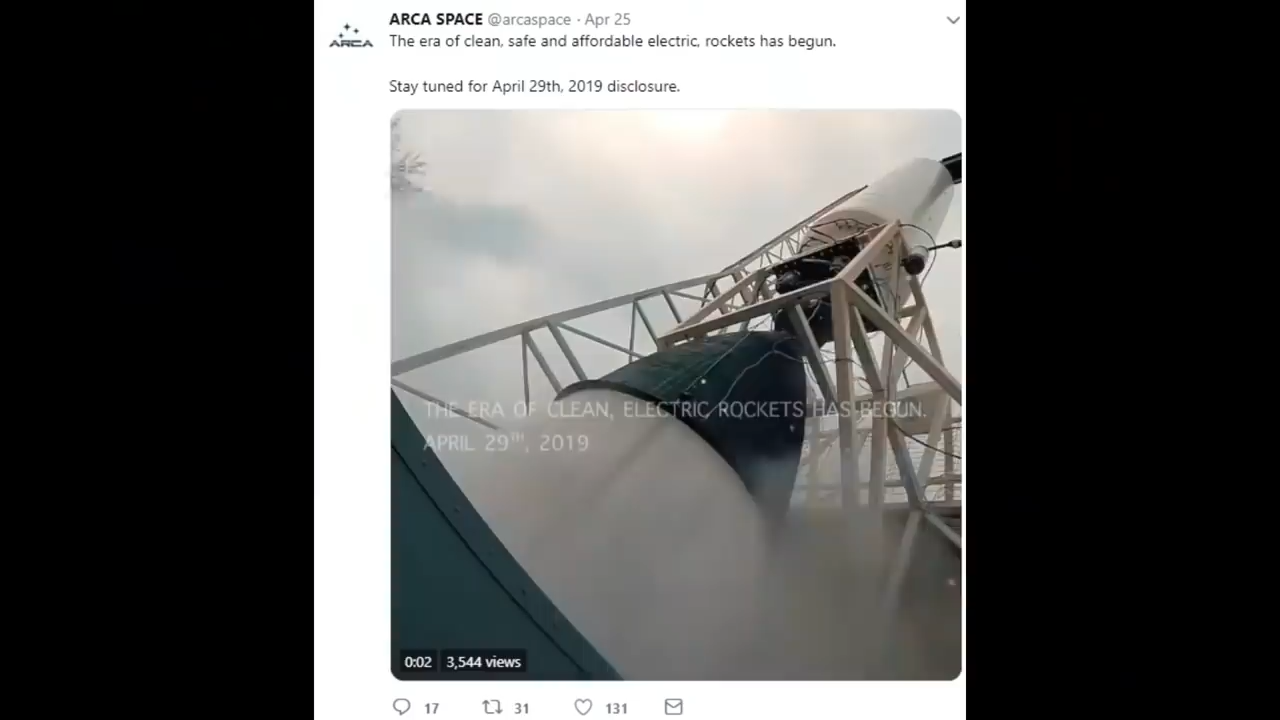 ARCA SPACE @arcaspace · Apr 25
ARCA
The era of clean, safe and affordable electric, rockets has begun.
Stay tuned for April 29th, 2019 disclosure.
THE ERA OF CLEAN, ELECTRIC ROCKETS HAS BEGUN.
APRIL 29TH, 2019
0:02 3,544 views
17 31 131